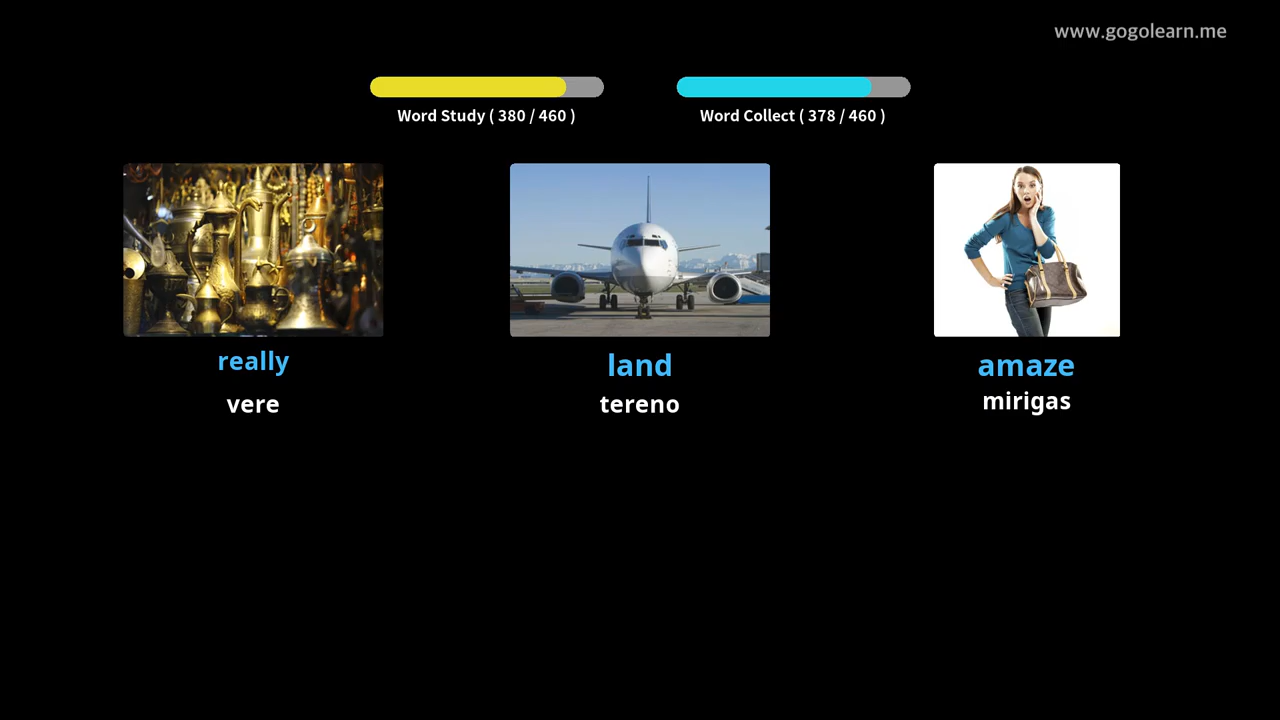 www.gogolearn.me
Word Study ( 380 / 460 )
Word Collect ( 378 / 460 )
really
land
amaze
vere
tereno
mirigas